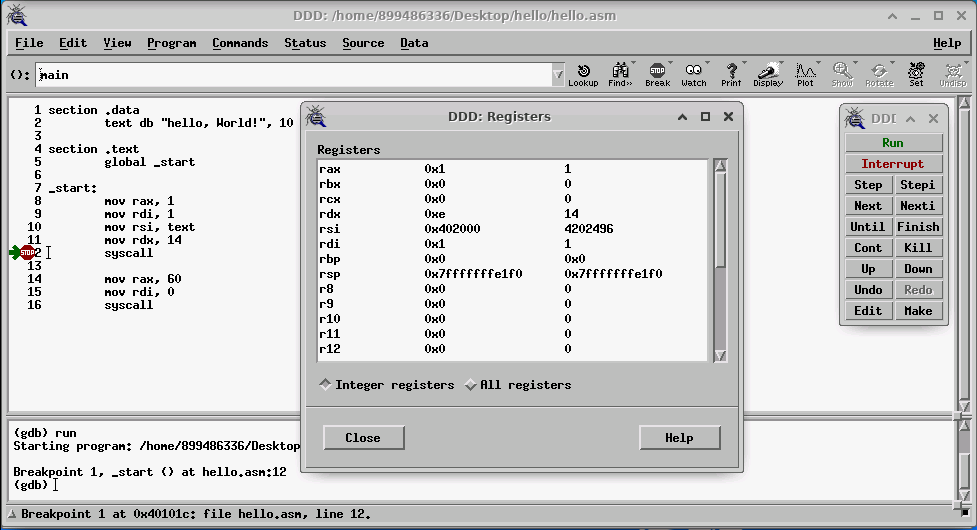 DDD: /home/899486336/Desktop/hello/hello.asm
File Edit View Program Commands Status Source Data Help
(): main
Lookup Find>> Break Watch Print Display Plot Show Rotate Set Undisp
1 section .data
2 text db "hello, World!", 10
3
4 section .text
5 global _start
6
7 _start:
8 mov rax, 1
9 mov rdi, 1
10 mov rsi, text
11 mov rdx, 14
STOP 2 syscall
13
14 mov rax, 60
15 mov rdi, 0
16 syscall
DDD: Registers
Registers
rax 0x1 1
rbx 0x0 0
rcx 0x0 0
rdx 0xe 14
rsi 0x402000 4202496
rdi 0x1 1
rbp 0x0 0x0
rsp 0x7fffffffe1f0 0x7fffffffe1f0
r8 0x0 0
r9 0x0 0
r10 0x0 0
r11 0x0 0
r12 0x0 0
Integer registers All registers
Close Help
DDD
Run
Interrupt
Step Stepi
Next Nexti
Until Finish
Cont Kill
Up Down
Undo Redo
Edit Make
(gdb) run
Starting program: /home/899486336/Desktop
Breakpoint 1, _start () at hello.asm:12
(gdb)
Breakpoint 1 at 0x40101c: file hello.asm, line 12.